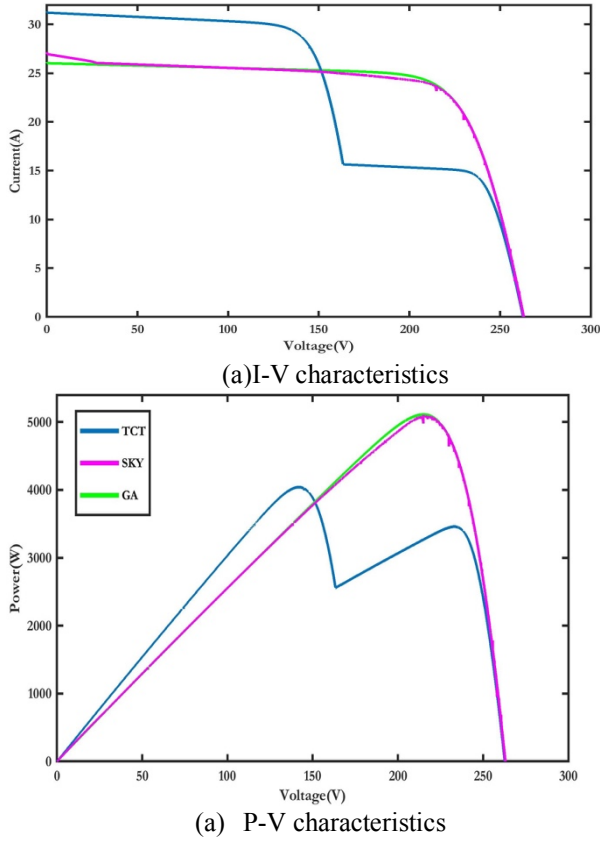 30
25
20
15
10
5
0
Current(A)
0 50 100 150 200 250 300
Voltage(V)
(a)I-V characteristics
5000
4000
3000
2000
1000
0
Power(W)
TCT
SKY
GA
0 50 100 150 200 250 300
Voltage(V)
(a) P-V characteristics